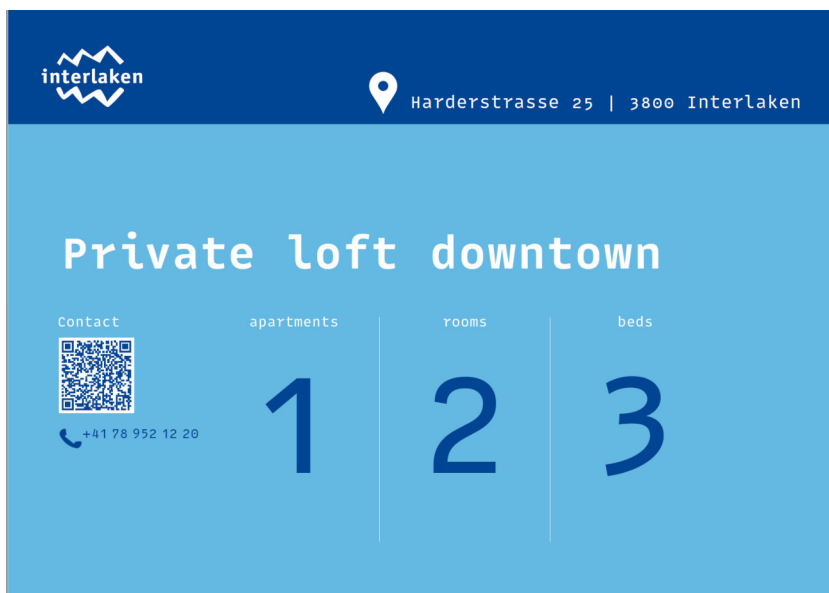 interlaken
Harderstrasse 25 | 3800 Interlaken
Private loft downtown
Contact
+41 78 952 12 20
apartments
1
rooms
2
beds
3